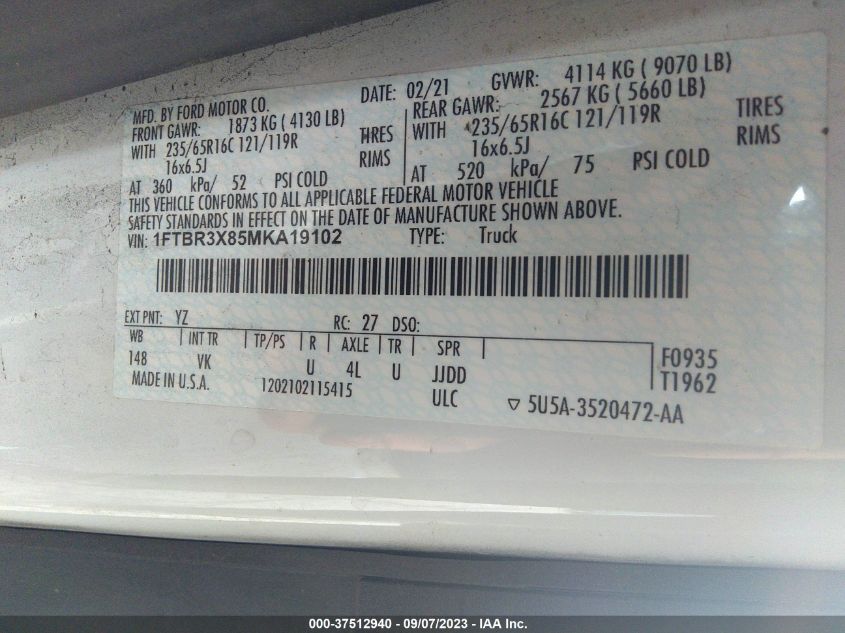 MFD. BY FORD MOTOR CO. DATE: 02/21 GVWR: 4114 KG ( 9070 LB)
FRONT GAWR: 1873 KG ( 4130 LB) REAR GAWR: 2567 KG ( 5660 LB)
WITH 235/65R16C 121/119R TIRES WITH 235/65R16C 121/119R TIRES
16x6.5J RIMS 16x6.5J RIMS
AT 360 kPa/ 52 PSI COLD AT 520 kPa/ 75 PSI COLD
THIS VEHICLE CONFORMS TO ALL APPLICABLE FEDERAL MOTOR VEHICLE
SAFETY STANDARDS IN EFFECT ON THE DATE OF MANUFACTURE SHOWN ABOVE.
VIN: 1FTBR3X85MKA19102 TYPE: Truck
EXT PNT: YZ RC: 27 DSO:
WB INT TR TP/PS R AXLE TR SPR F0935
148 VK U 4L U JJDD T1962
MADE IN U.S.A. 1202102115415 ULC ▽ 5U5A-3520472-AA
000-37512940 - 09/07/2023 - IAA Inc.